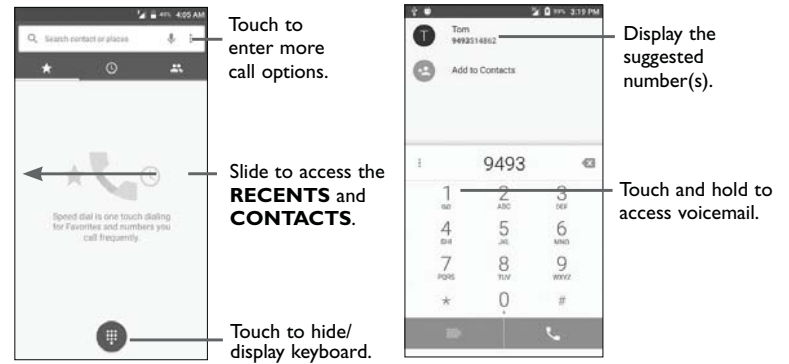 4:05 AM
Search contact or places
Speed dial is one touch dialing
for Favorites and numbers you
call frequently.
Touch to
enter more
call options.
Slide to access the
RECENTS and
CONTACTS.
Touch to hide/
display keyboard.
3:19 PM
T
Tom
9493514862
Add to Contacts
9493
1
2
ABC
3
DEF
4
GHI
5
JKL
6
MNO
7
PQRS
8
TUV
9
WXYZ
*
0
+
#
Display the
suggested
number(s).
Touch and hold to
access voicemail.